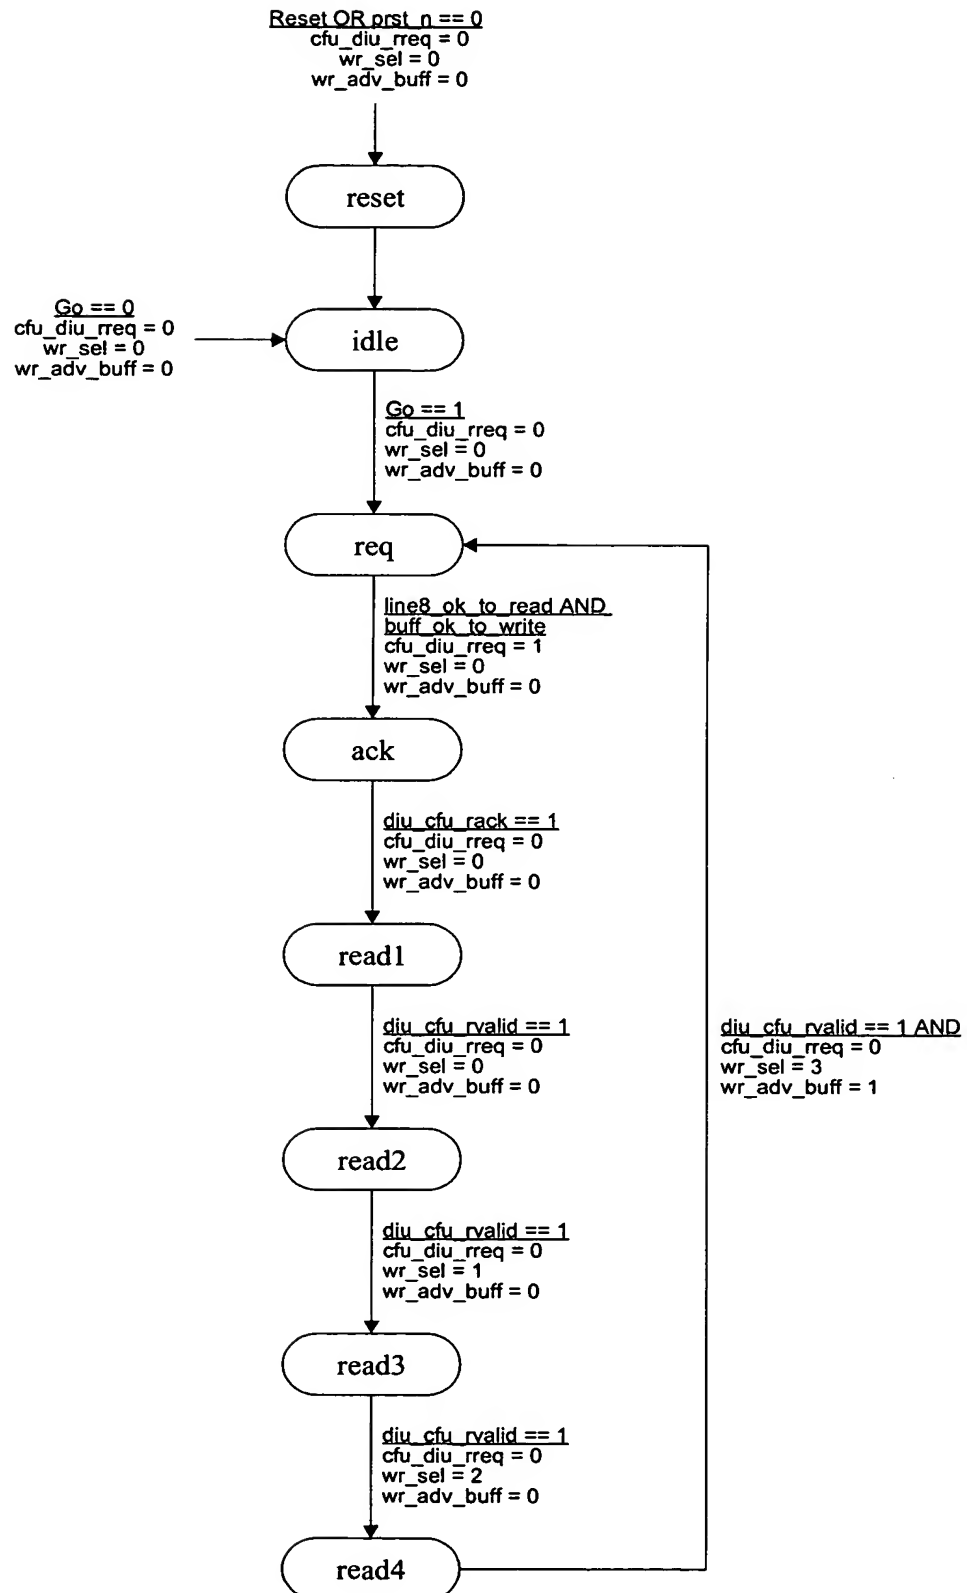 Reset OR prst_n == 0
cfu_diu_rreq = 0
wr_sel = 0
wr_adv_buff = 0
reset
Go == 0
cfu_diu_rreq = 0
wr_sel = 0
wr_adv_buff = 0
idle
Go == 1
cfu_diu_rreq = 0
wr_sel = 0
wr_adv_buff = 0
req
line8_ok_to_read AND
buff_ok_to_write
cfu_diu_rreq = 1
wr_sel = 0
wr_adv_buff = 0
ack
diu_cfu_rack == 1
cfu_diu_rreq = 0
wr_sel = 0
wr_adv_buff = 0
read1
diu_cfu_rvalid == 1
cfu_diu_rreq = 0
wr_sel = 0
wr_adv_buff = 0
diu_cfu_rvalid == 1 AND
cfu_diu_rreq = 0
wr_sel = 3
wr_adv_buff = 1
read2
diu_cfu_rvalid == 1
cfu_diu_rreq = 0
wr_sel = 1
wr_adv_buff = 0
read3
diu_cfu_rvalid == 1
cfu_diu_rreq = 0
wr_sel = 2
wr_adv_buff = 0
read4